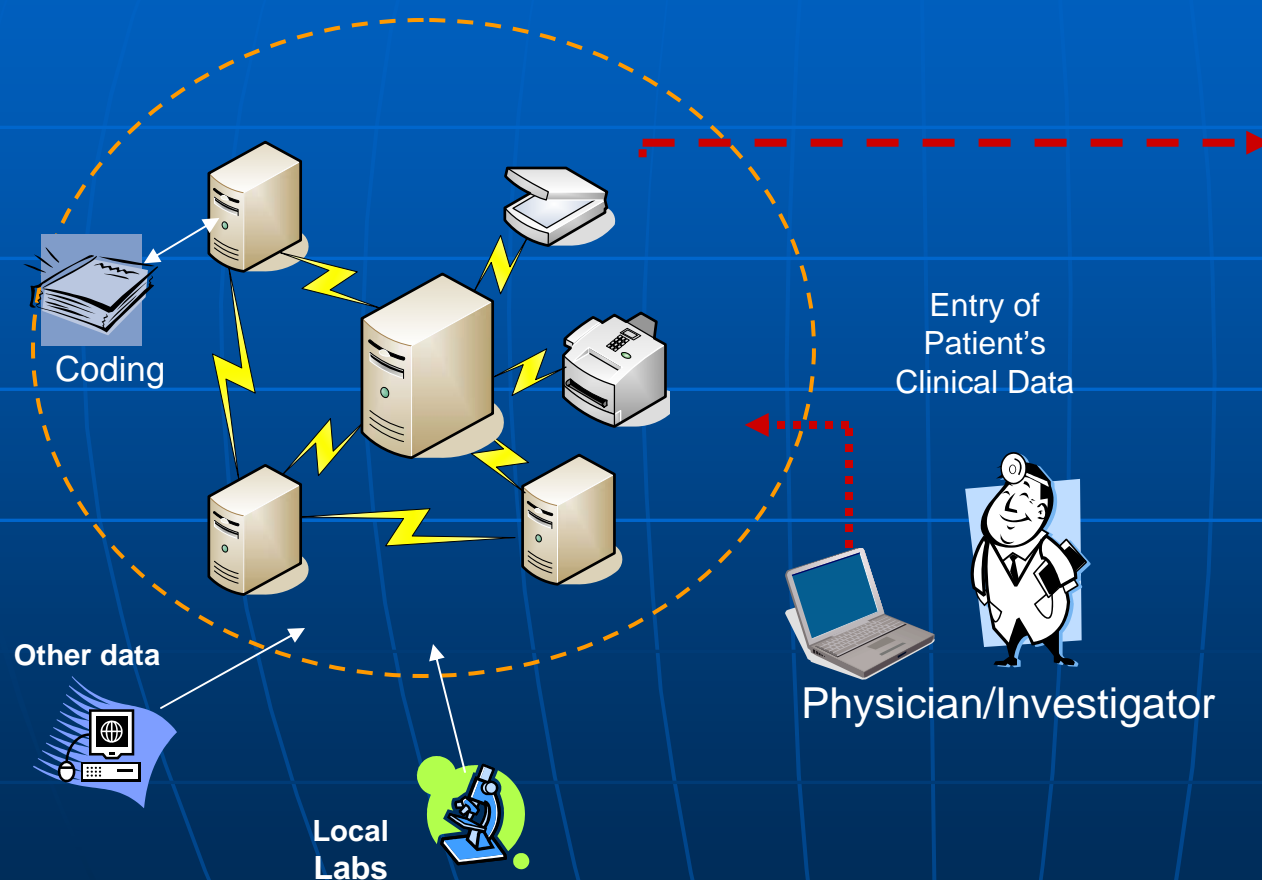 Entry of
Patient's
Clinical Data
Coding
Other data
Physician/Investigator
Local
Labs